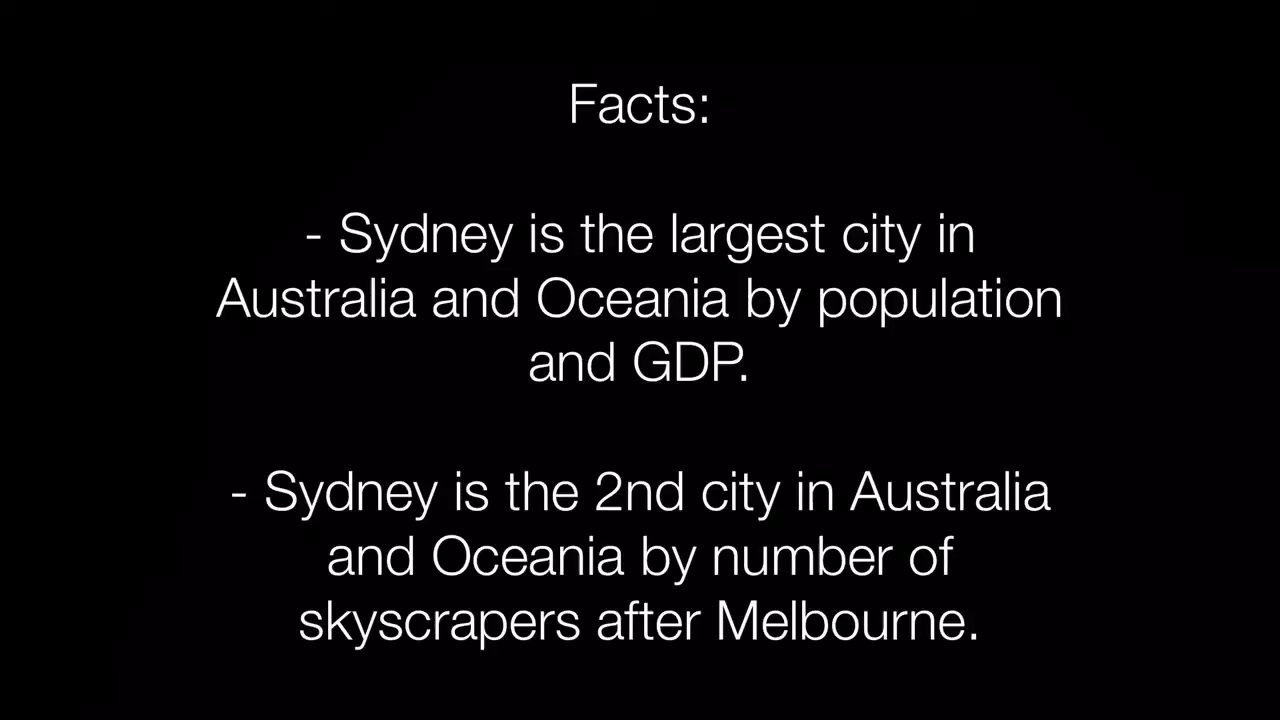 Facts:
- Sydney is the largest city in
Australia and Oceania by population
and GDP.
- Sydney is the 2nd city in Australia
and Oceania by number of
skyscrapers after Melbourne.